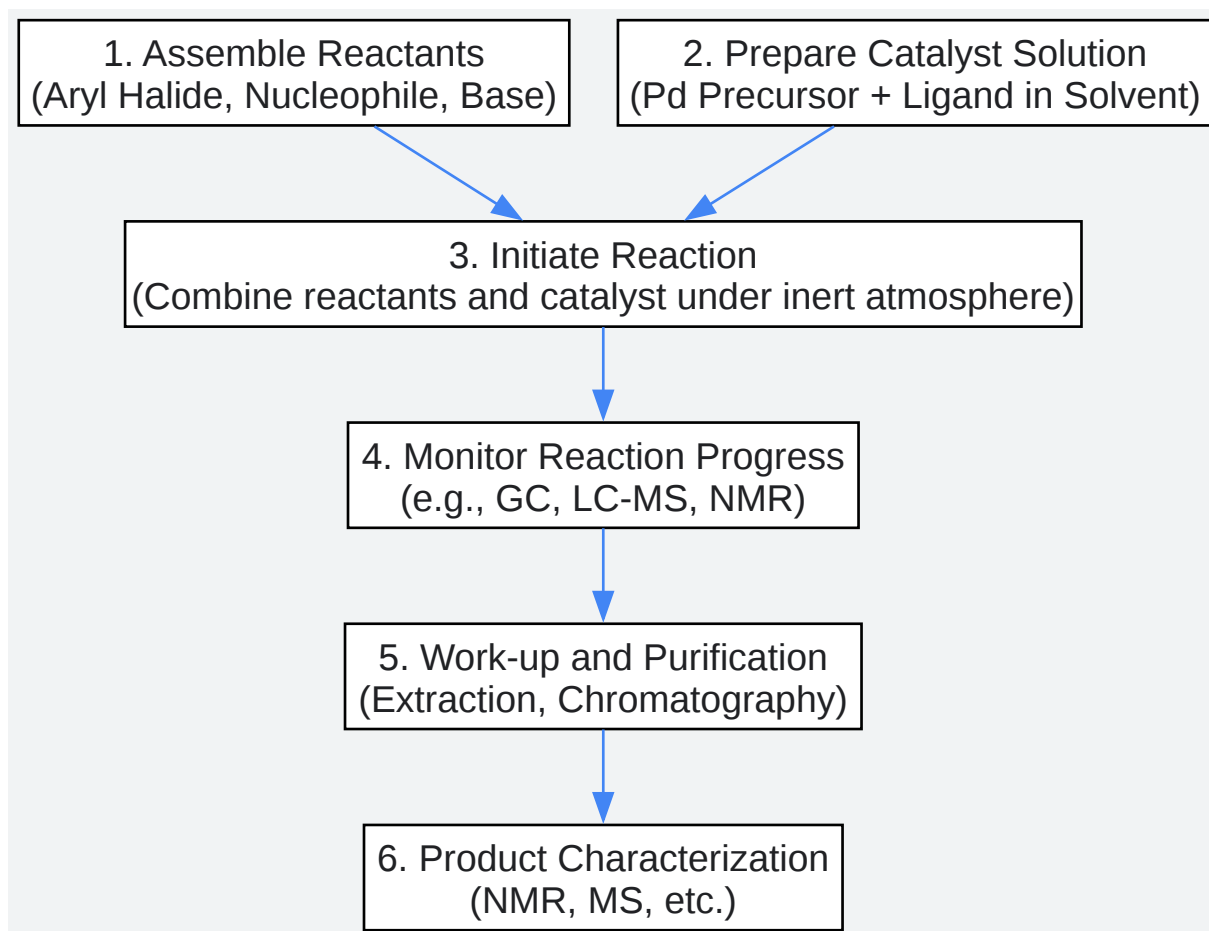 1. Assemble Reactants
(Aryl Halide, Nucleophile, Base)
2. Prepare Catalyst Solution
(Pd Precursor + Ligand in Solvent)
3. Initiate Reaction
(Combine reactants and catalyst under inert atmosphere)
4. Monitor Reaction Progress
(e.g., GC, LC-MS, NMR)
5. Work-up and Purification
(Extraction, Chromatography)
6. Product Characterization
(NMR, MS, etc.)